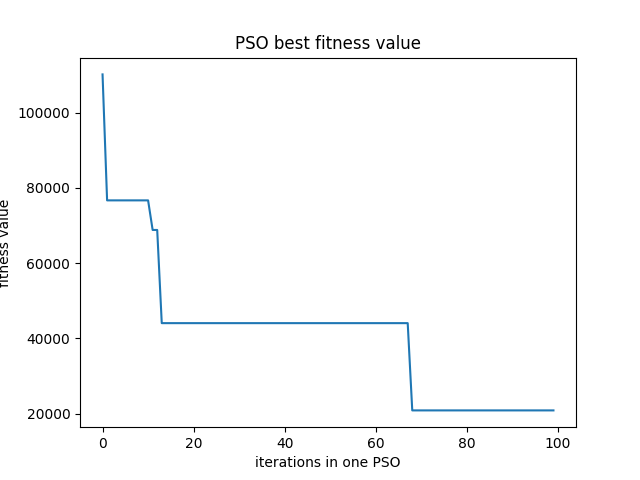 PSO best fitness value
fitness value
100000
80000
60000
40000
20000
0 20 40 60 80 100
iterations in one PSO